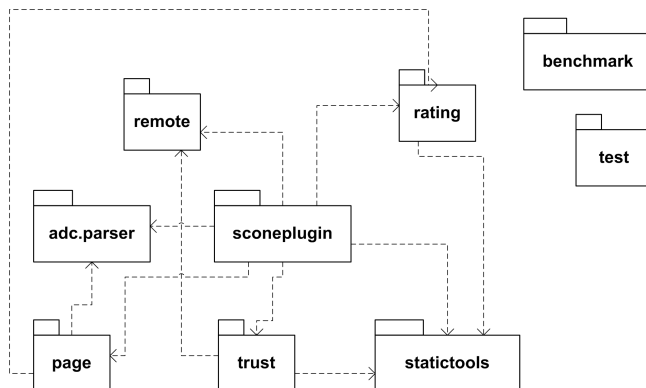 benchmark
rating
remote
test
adc.parser
sconeplugin
page
trust
statictools